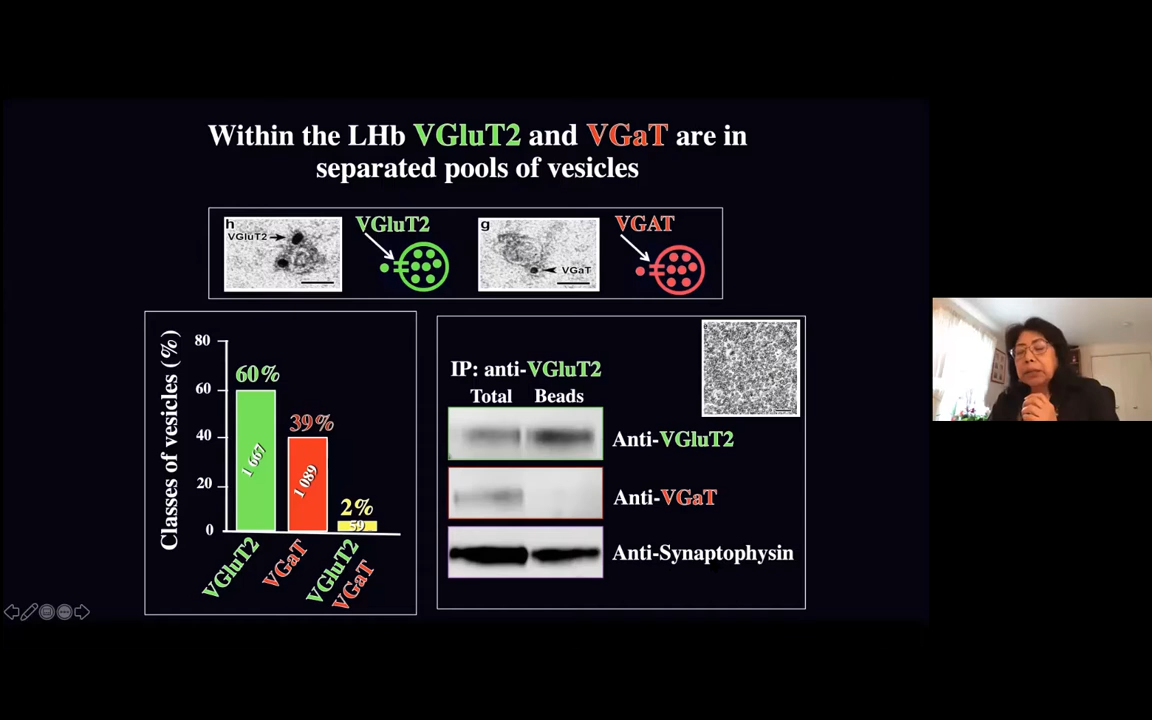 Within the LHb VGluT2 and VGaT are in
separated pools of vesicles
h
VGluT2
VGluT2
g
VGaT
VGAT
Classes of vesicles (%)
80
60
40
20
0
60%
39%
2%
1 667
1 089
59
VGluT2
VGaT
VGluT2
VGaT
IP: anti-VGluT2
Total Beads
Anti-VGluT2
Anti-VGaT
Anti-Synaptophysin